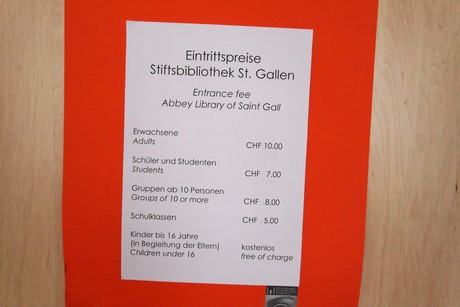 Eintrittspreise
Stiftsbibliothek St. Gallen
Entrance fee
Abbey Library of Saint Gall
Erwachsene
Adults CHF 10.00
Schüler und Studenten
Students CHF 7.00
Gruppen ab 10 Personen
Groups of 10 or more CHF 8.00
Schulklassen CHF 5.00
Kinder bis 16 Jahre
(in Begleitung der Eltern) kostenlos
Children under 16 free of charge